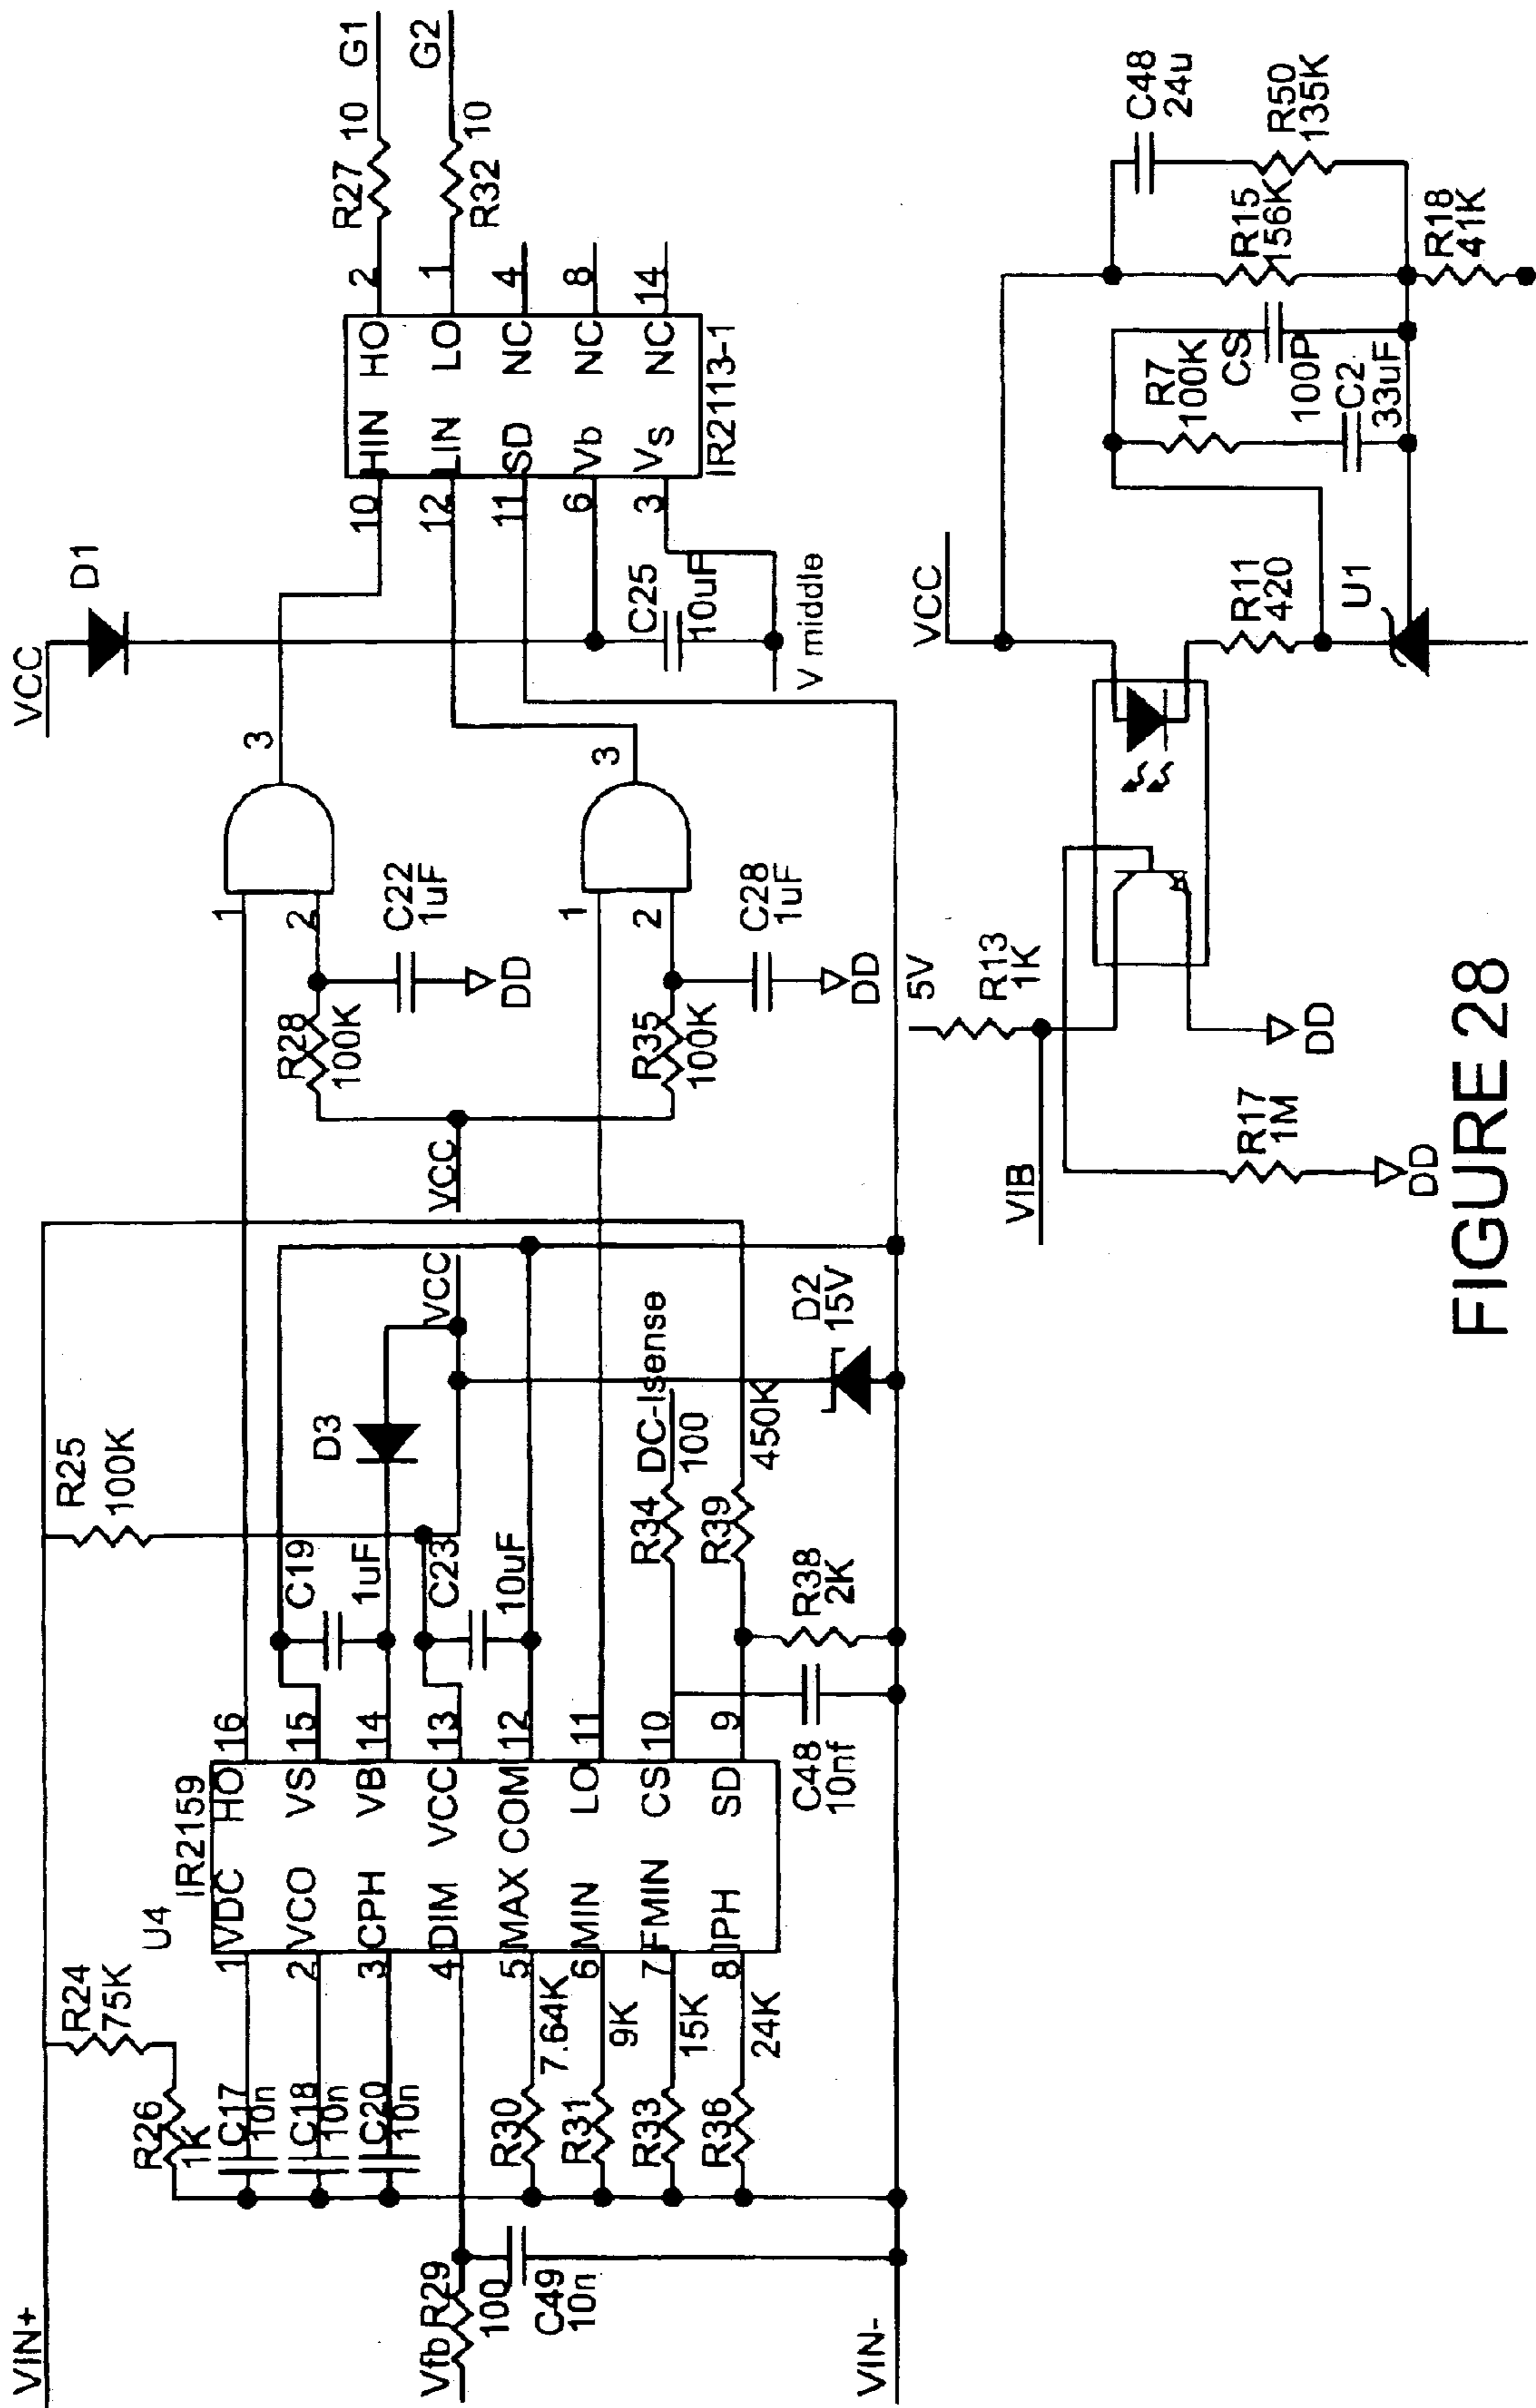 VIN+
R24
75K
R26
1K
C17
10n
C18
10n
C20
10n
Vfb
R29
100
C49
10n
VIN-
R30
7.64K
R31
9K
R33
15K
R36
24K
U4
IR2159
1 VDC HO 16
2 VCO VS 15
3 CPH VB 14
4 DIM VCC 13
5 MAX COM 12
6 MIN LO 11
7 FMIN CS 10
8 IPH SD 9
R25
100K
C19
1uF
C23
10uF
D3
VCC
VCC
R34
100
DC-Isense
R39
450K
R38
2K
C48
10nf
D2
15V
R28
100K
C22
1uF
DD
R35
100K
C28
1uF
DD
1
2
3
1
2
3
VCC
D1
C25
10uF
V middle
10 HIN HO 2
12 LIN LO 1
11 SD NC 4
6 Vb NC 8
3 Vs NC 14
IR2113-1
R27
10
G1
R32
10
G2
VIB
5V
R13
1K
R17
1M
DD
DD
VCC
R11
420
U1
R7
100K
CS
100P
C2
33uF
C48
24u
R15
156K
R50
135K
R18
41K
FIGURE 28